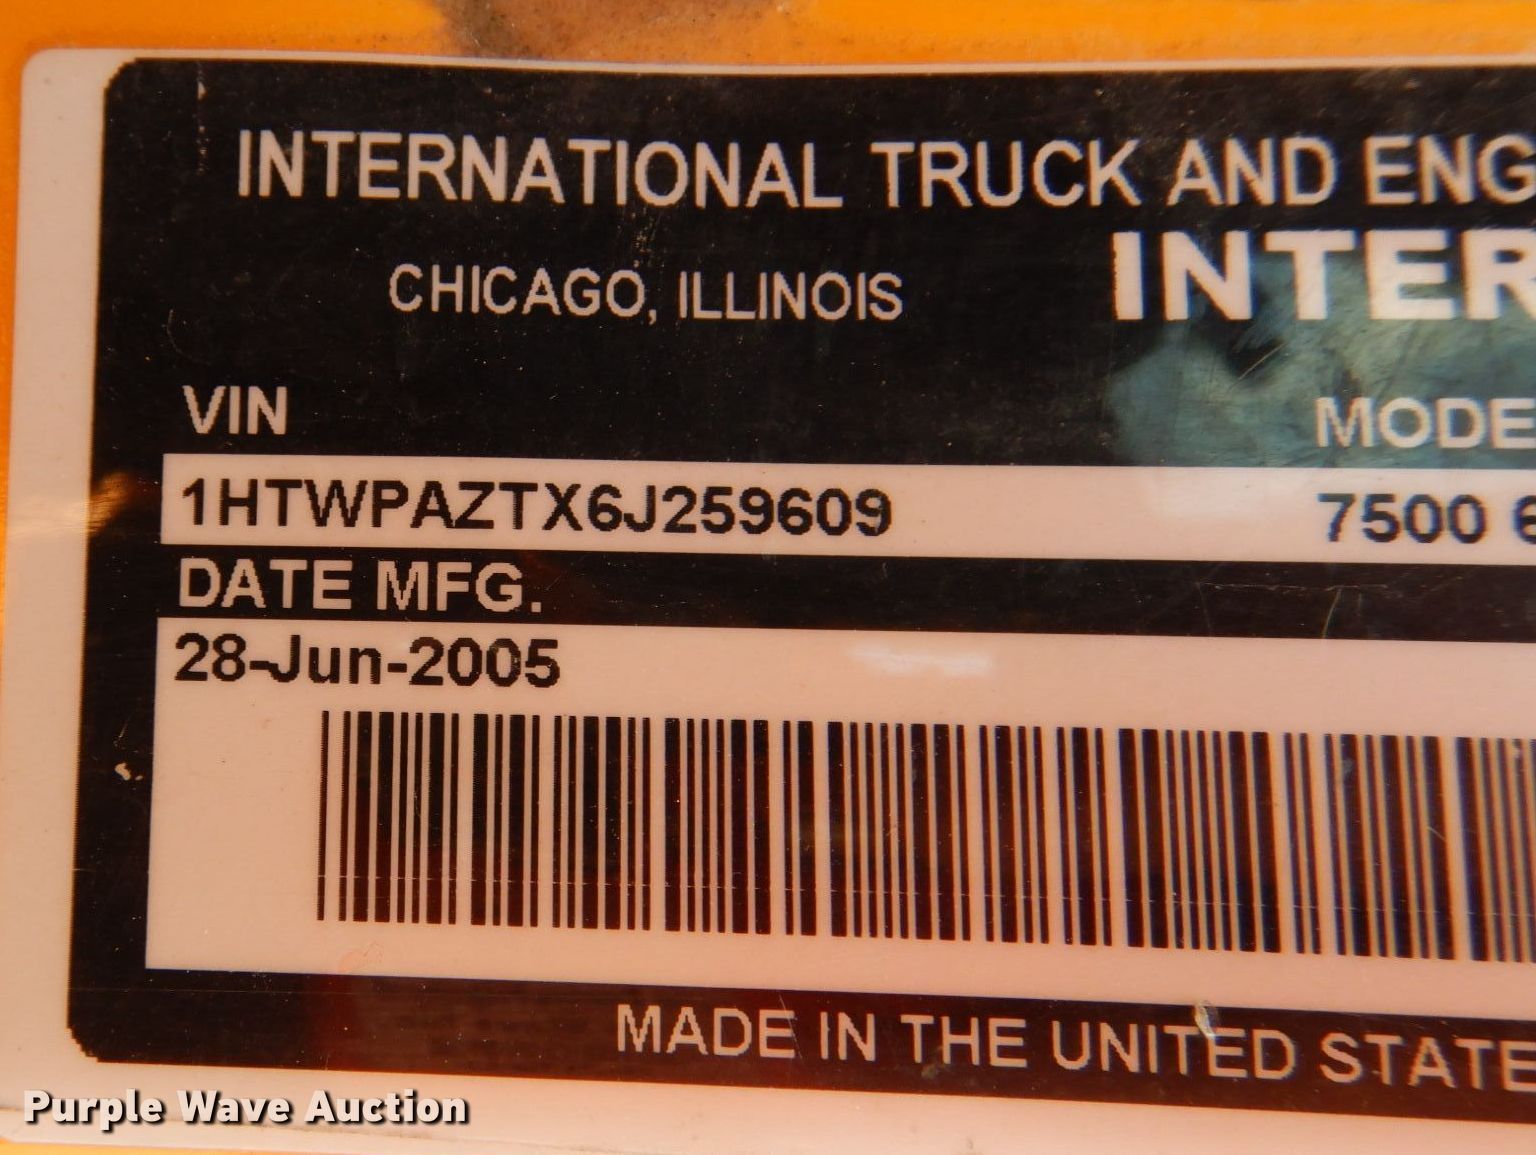 INTERNATIONAL TRUCK AND ENG
CHICAGO, ILLINOIS
INTER
VIN
MODE
1HTWPAZTX6J259609
7500 6
DATE MFG.
28-Jun-2005
MADE IN THE UNITED STATE
Purple Wave Auction